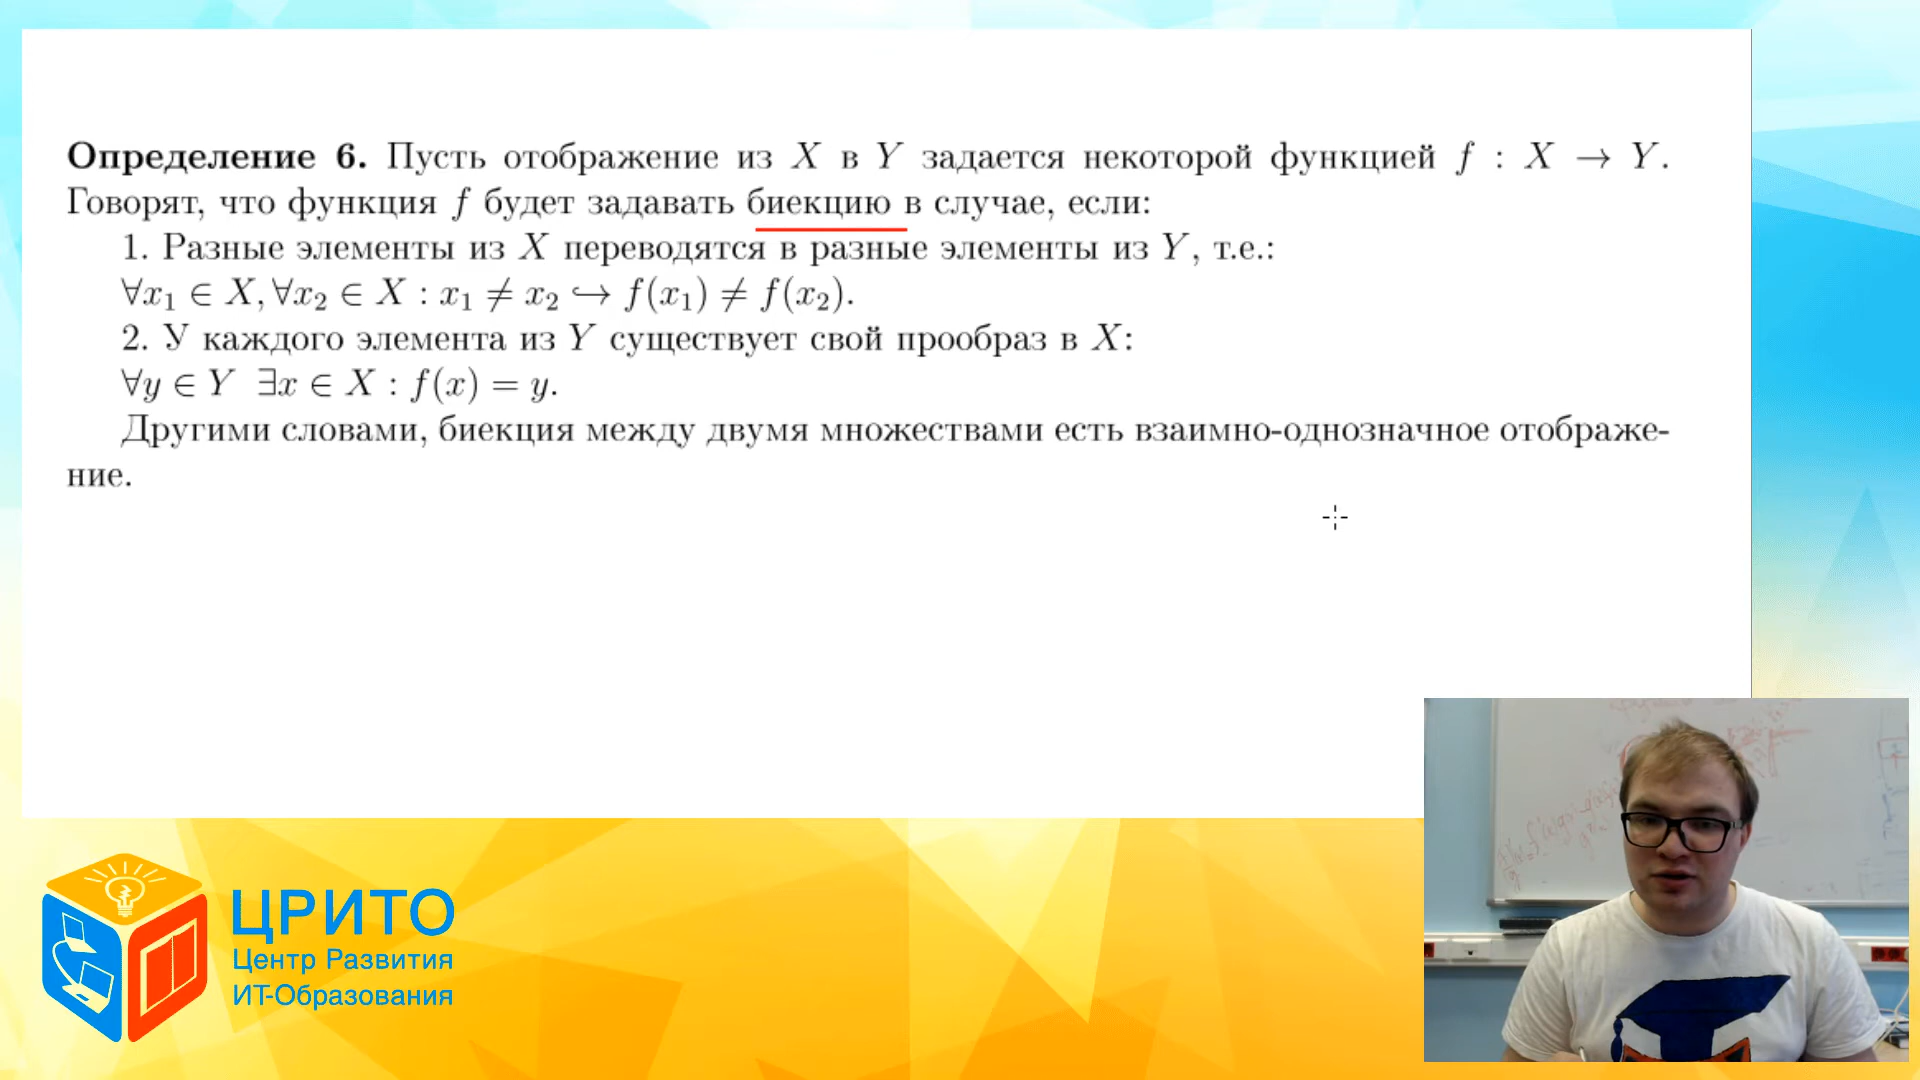 Определение 6. Пусть отображение из X в Y задается некоторой функцией f : X → Y.
Говорят, что функция f будет задавать биекцию в случае, если:
1. Разные элементы из X переводятся в разные элементы из Y, т.е.:
∀x₁ ∈ X, ∀x₂ ∈ X : x₁ ≠ x₂ ↪ f(x₁) ≠ f(x₂).
2. У каждого элемента из Y существует свой прообраз в X:
∀y ∈ Y ∃x ∈ X : f(x) = y.
Другими словами, биекция между двумя множествами есть взаимно-однозначное отображе-
ние.
ЦРИТО
Центр Развития
ИТ-Образования